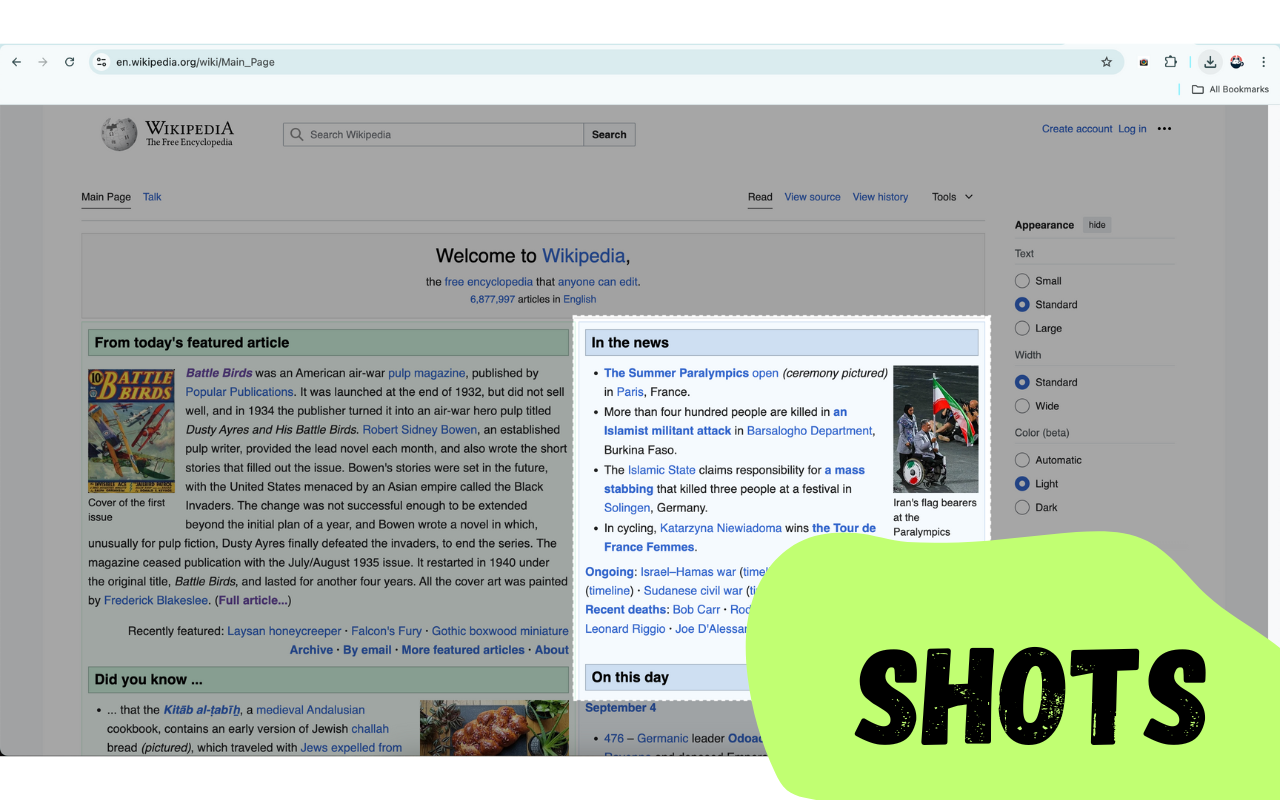 en.wikipedia.org/wiki/Main_Page
All Bookmarks
WIKIPEDIA
The Free Encyclopedia
Search Wikipedia
Search
Create account Log in
Main Page Talk
Read View source View history Tools
Welcome to Wikipedia,
the free encyclopedia that anyone can edit.
6,877,997 articles in English
Appearance hide
Text
Small
Standard
Large
Width
Standard
Wide
Color (beta)
Automatic
Light
Dark
From today's featured article
BATTLE
BIRDS
Cover of the first
issue
Battle Birds was an American air-war pulp magazine, published by
Popular Publications. It was launched at the end of 1932, but did not sell
well, and in 1934 the publisher turned it into an air-war hero pulp titled
Dusty Ayres and His Battle Birds. Robert Sidney Bowen, an established
pulp writer, provided the lead novel each month, and also wrote the short
stories that filled out the issue. Bowen's stories were set in the future,
with the United States menaced by an Asian empire called the Black
Invaders. The change was not successful enough to be extended
beyond the initial plan of a year, and Bowen wrote a novel in which,
unusually for pulp fiction, Dusty Ayres finally defeated the invaders, to end the series. The
magazine ceased publication with the July/August 1935 issue. It restarted in 1940 under
the original title, Battle Birds, and lasted for another four years. All the cover art was painted
by Frederick Blakeslee. (Full article...)
Recently featured: Laysan honeycreeper · Falcon's Fury · Gothic boxwood miniature
Archive · By email · More featured articles · About
Did you know ...
• ... that the Kitāb al-ṭabīḫ, a medieval Andalusian
cookbook, contains an early version of Jewish challah
bread (pictured), which traveled with Jews expelled from
In the news
• The Summer Paralympics open (ceremony pictured)
in Paris, France.
• More than four hundred people are killed in an
Islamist militant attack in Barsalogho Department,
Burkina Faso.
• The Islamic State claims responsibility for a mass
stabbing that killed three people at a festival in
Solingen, Germany.
• In cycling, Katarzyna Niewiadoma wins the Tour de
France Femmes.
Iran's flag bearers
at the
Paralympics
Ongoing: Israel–Hamas war
(timeline) · Sudanese civil war
Recent deaths: Bob Carr ·
Leonard Riggio · Joe
On this day
September 4
• 476 – Germanic leader
SHOTS